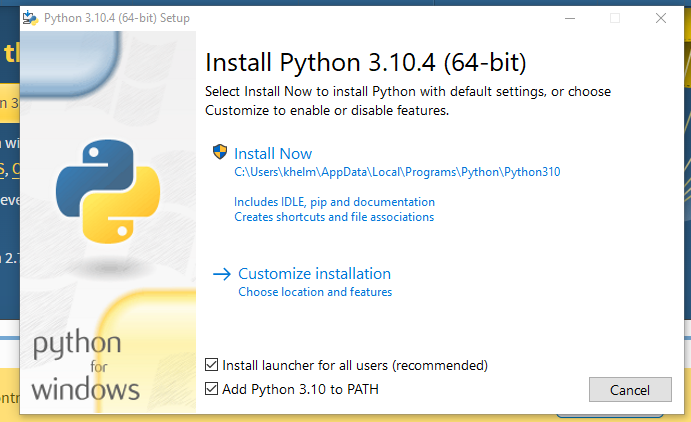 Python 3.10.4 (64-bit) Setup
Install Python 3.10.4 (64-bit)
Select Install Now to install Python with default settings, or choose
Customize to enable or disable features.
Install Now
C:\Users\khelm\AppData\Local\Programs\Python\Python310
Includes IDLE, pip and documentation
Creates shortcuts and file associations
Customize installation
Choose location and features
python
for
windows
Install launcher for all users (recommended)
Add Python 3.10 to PATH
Cancel
th
n 3
wi
S, O
eve
n 2.7
ontr